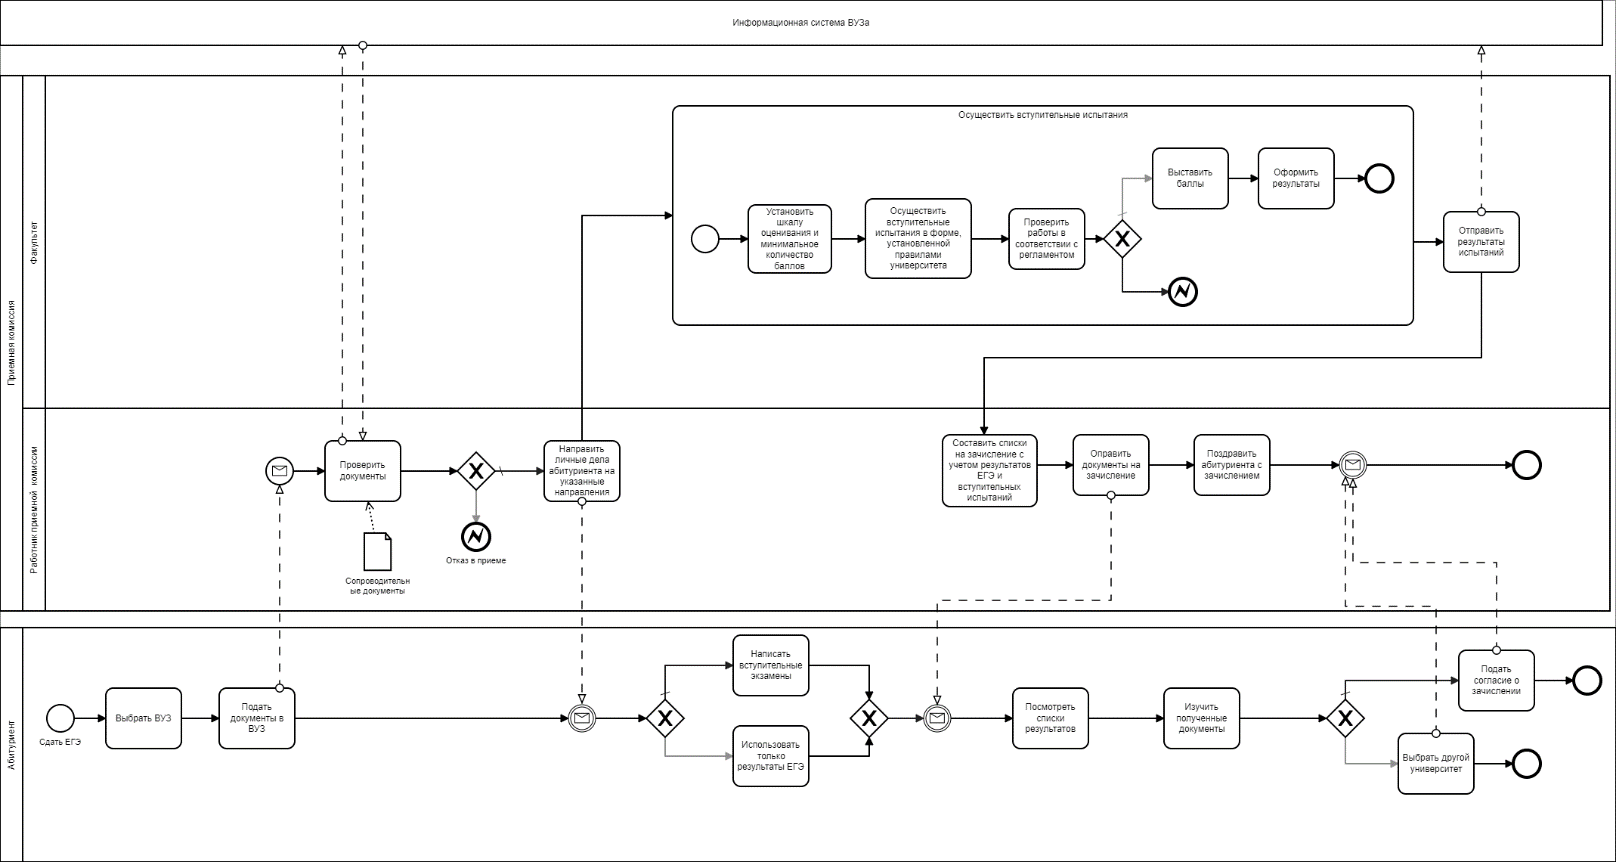 Информационная система ВУЗа
Приемная комиссия
Факультет
Осуществить вступительные испытания
Установить
шкалу
оценивания и
минимальное
количество
баллов
Осуществить
вступительные
испытания в форме,
установленной
правилами
университета
Проверить
работы в
соответствии с
регламентом
Выставить
баллы
Оформить
результаты
Отправить
результаты
испытаний
Работник приемной комиссии
Проверить
документы
Сопроводительн
ые документы
Отказ в приеме
Направить
личные дела
абитуриента на
указанные
направления
Составить списки
на зачисление с
учетом результатов
ЕГЭ и
вступительных
испытаний
Оправить
документы на
зачисление
Поздравить
абитуриента с
зачислением
Абитуриент
Сдать ЕГЭ
Выбрать ВУЗ
Подать
документы в
ВУЗ
Написать
вступительные
экзамены
Использовать
только
результаты ЕГЭ
Посмотреть
списки
результатов
Изучить
полученные
документы
Подать
согласие о
зачислении
Выбрать другой
университет